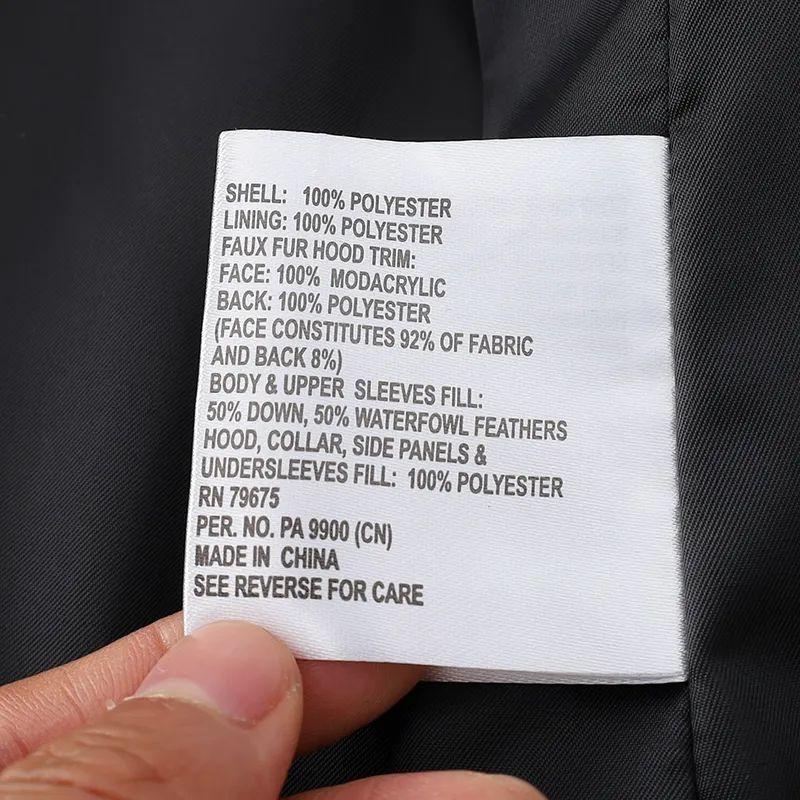 SHELL: 100% POLYESTER
LINING: 100% POLYESTER
FAUX FUR HOOD TRIM:
FACE: 100% MODACRYLIC
BACK: 100% POLYESTER
(FACE CONSTITUTES 92% OF FABRIC
AND BACK 8%)
BODY & UPPER SLEEVES FILL:
50% DOWN, 50% WATERFOWL FEATHERS
HOOD, COLLAR, SIDE PANELS &
UNDERSLEEVES FILL: 100% POLYESTER
RN 79675
PER. NO. PA 9900 (CN)
MADE IN CHINA
SEE REVERSE FOR CARE